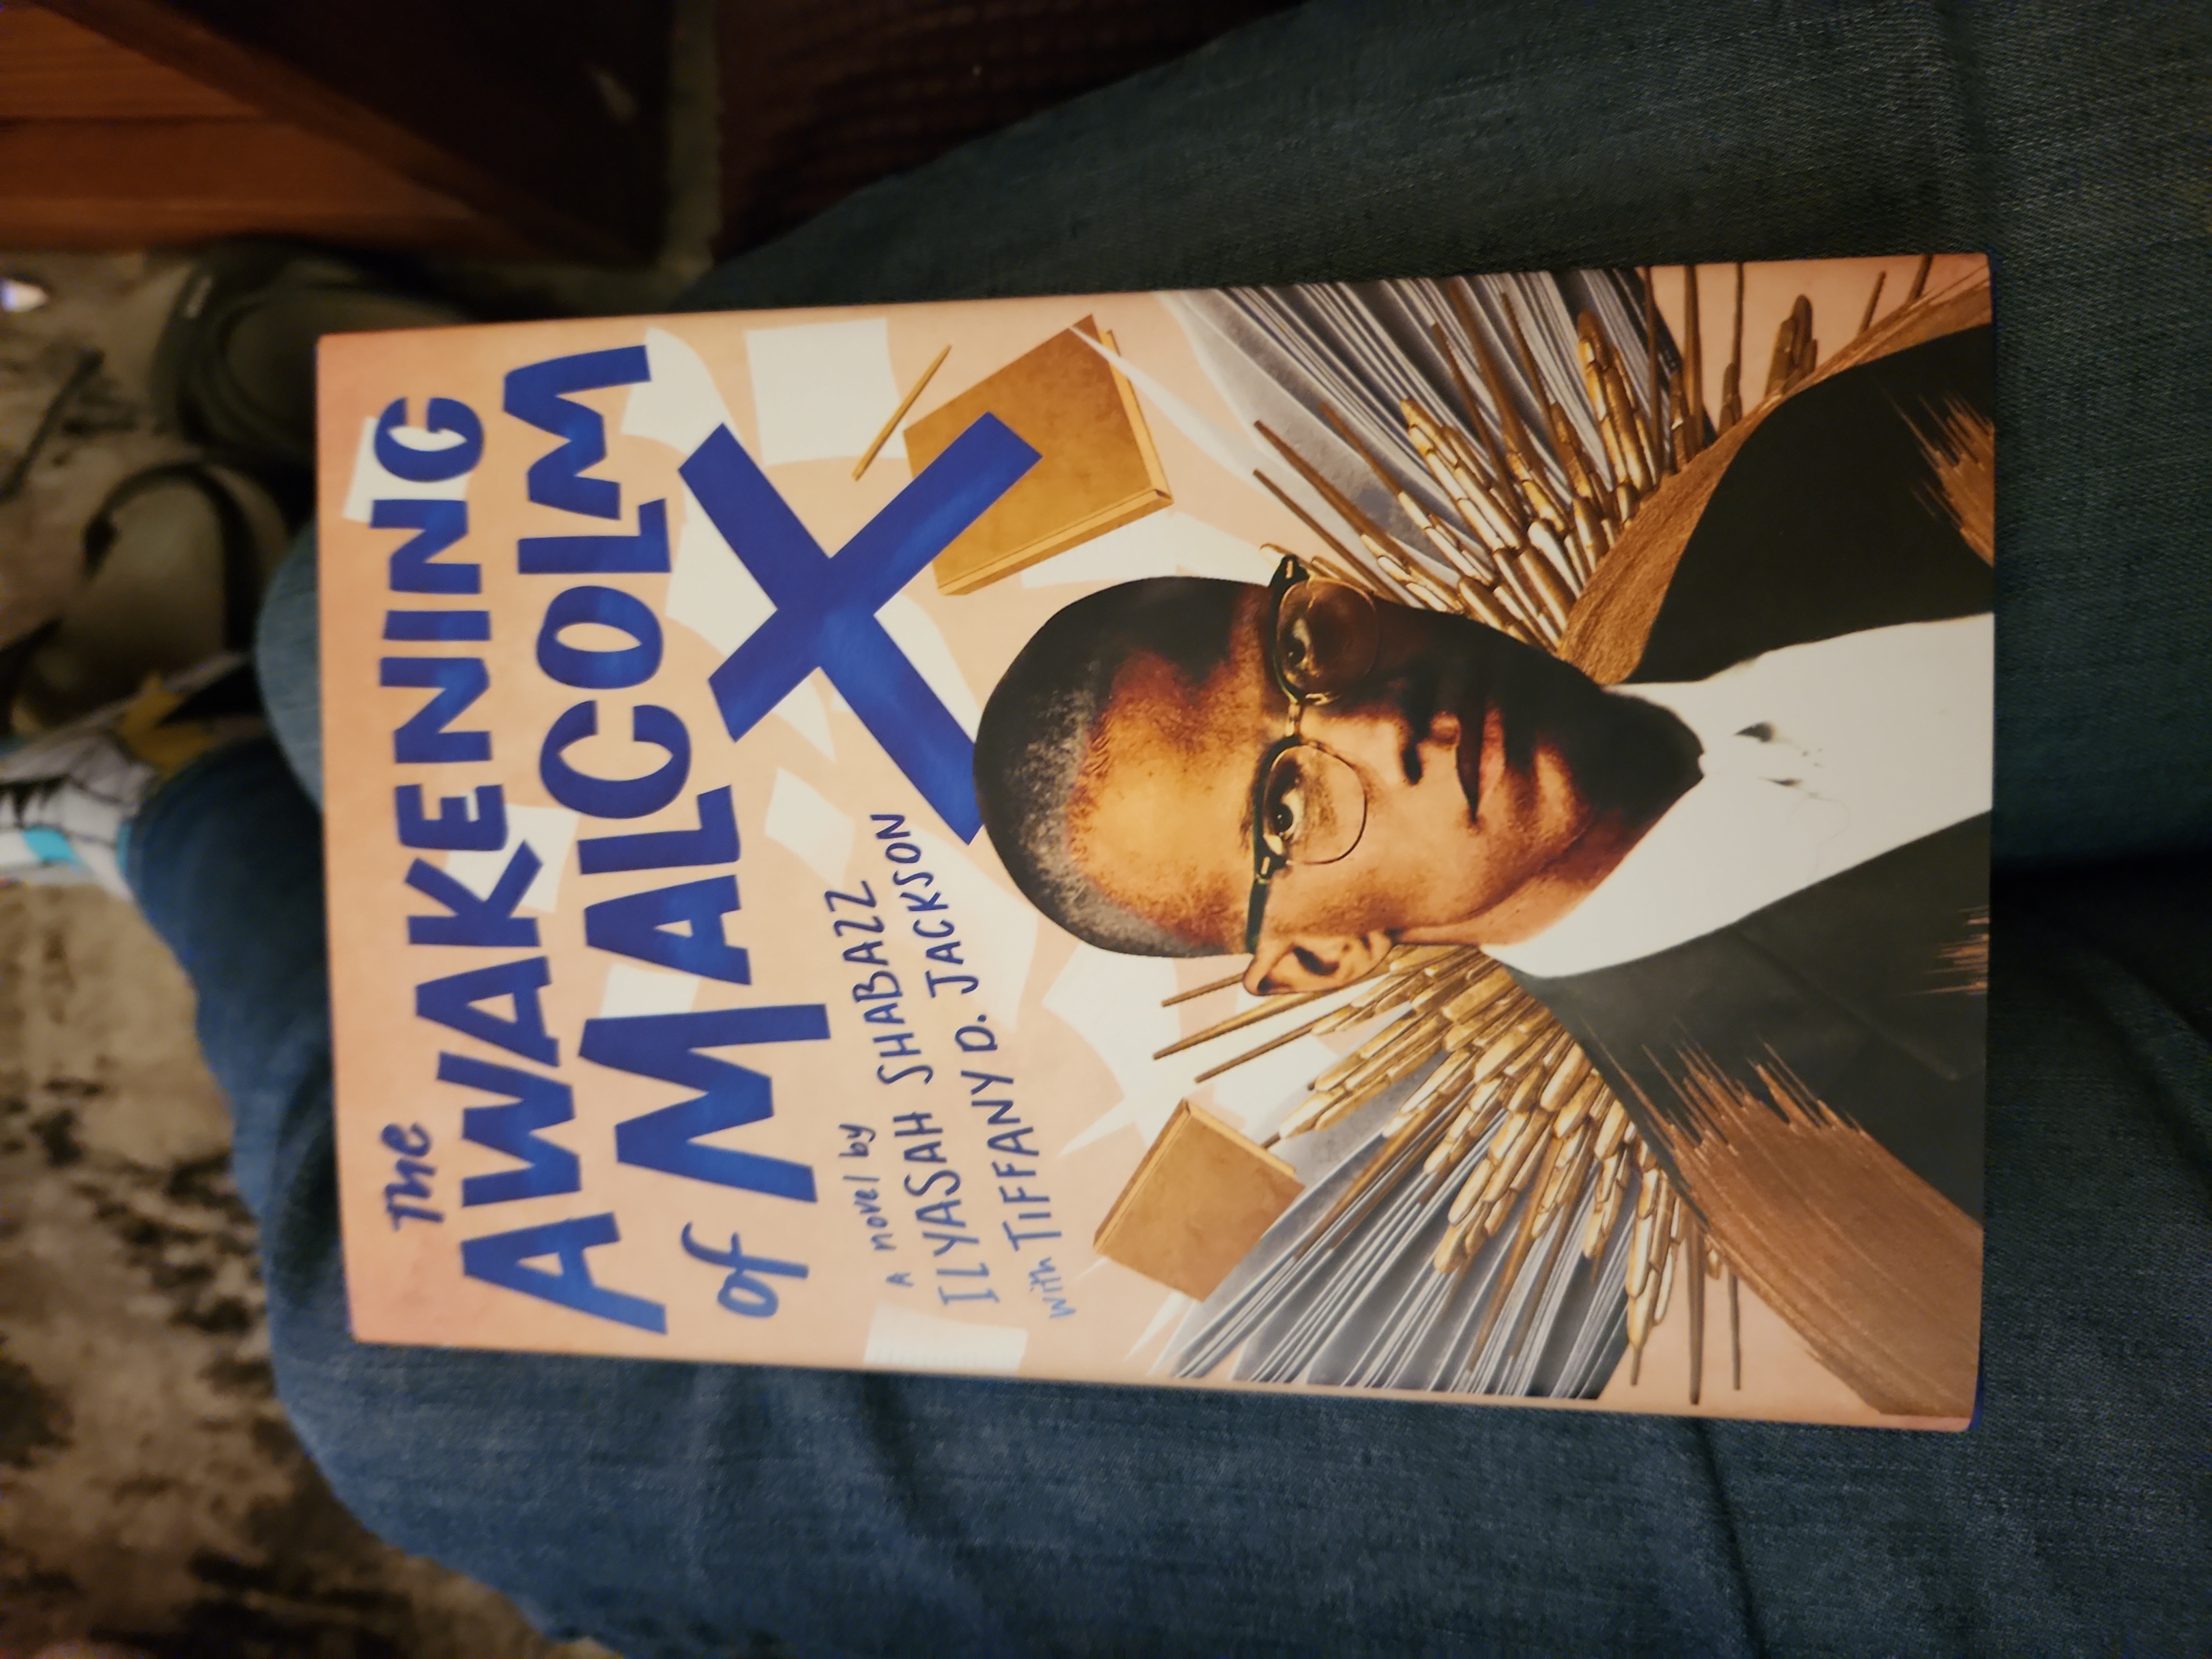 The
AWAKENING
of MALCOLM
X
A novel by
ILYASAH SHABAZZ
with TIFFANY D. JACKSON